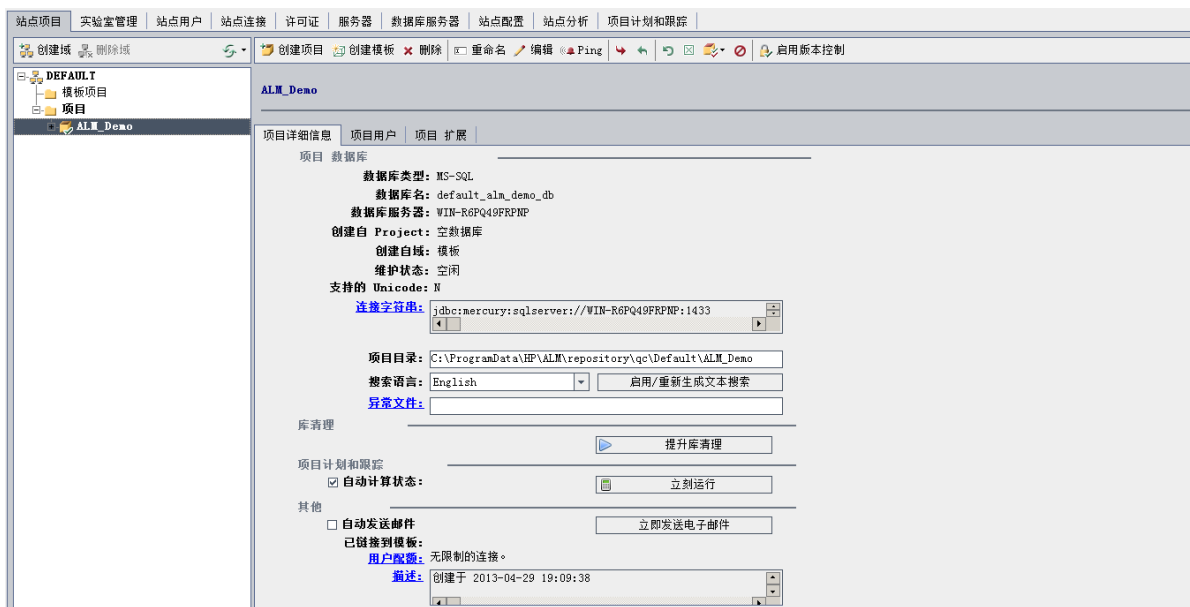 站点项目 实验室管理 站点用户 站点连接 许可证 服务器 数据库服务器 站点配置 站点分析 项目计划和跟踪
创建域 删除域 创建项目 创建模板 删除 重命名 编辑 Ping 启用版本控制
DEFAULT
模板项目
项目
ALM_Demo
ALM_Demo
项目详细信息 项目用户 项目 扩展
项目 数据库
数据库类型: MS-SQL
数据库名: default_alm_demo_db
数据库服务器: WIN-R6PQ49FRPNP
创建自 Project: 空数据库
创建自域: 模板
维护状态: 空闲
支持的 Unicode: N
连接字符串: jdbc:mercury:sqlserver://WIN-R6PQ49FRPNP:1433
项目目录: C:\ProgramData\HP\ALM\repository\qc\Default\ALM_Demo
搜索语言: English 启用/重新生成文本搜索
异常文件:
库清理
提升库清理
项目计划和跟踪
自动计算状态: 立刻运行
其他
自动发送邮件 立即发送电子邮件
已链接到模板:
用户配额: 无限制的连接。
描述: 创建于 2013-04-29 19:09:38